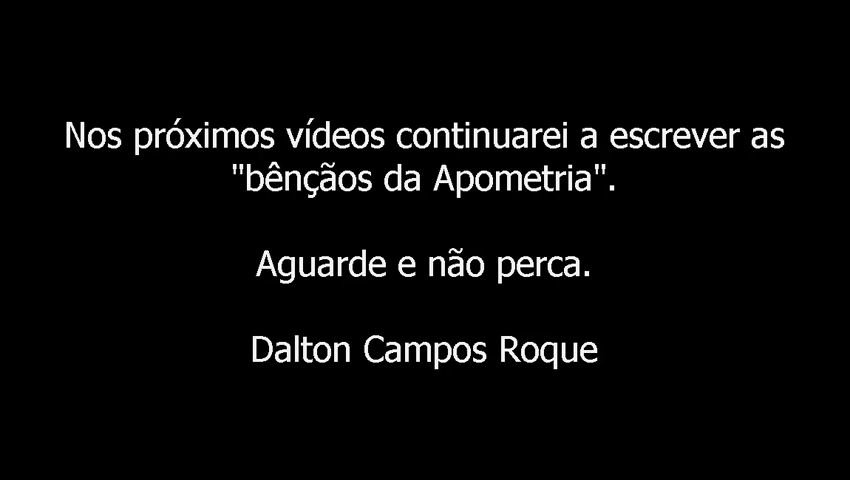 Nos próximos vídeos continuarei a escrever as
"bênçãos da Apometria".
Aguarde e não perca.
Dalton Campos Roque